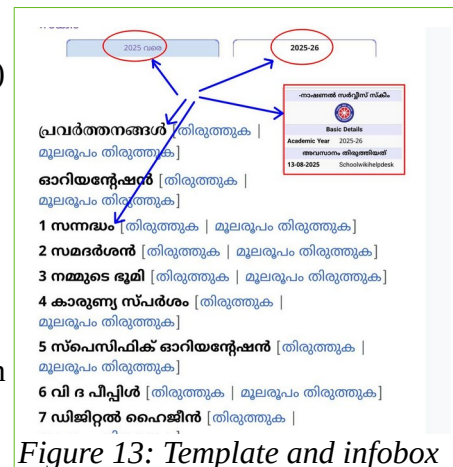 2025 വരെ
2025-26
-നാഷണൽ സർവ്വീസ് സ്കീം
Basic Details
Academic Year 2025-26
അവസാനം തിരുത്തിയത്
13-08-2025 Schoolwikihelpdesk
)
പ്രവർത്തനങ്ങൾ [തിരുത്തുക |
മൂലരൂപം തിരുത്തുക]
ഓറിയന്റേഷൻ [തിരുത്തുക |
മൂലരൂപം തിരുത്തുക]
1 സന്നദ്ധം [തിരുത്തുക | മൂലരൂപം തിരുത്തുക]
2 സമദർശൻ [തിരുത്തുക | മൂലരൂപം തിരുത്തുക]
3 നമ്മുടെ ഭൂമി [തിരുത്തുക | മൂലരൂപം തിരുത്തുക]
4 കാരുണ്യ സ്പർശം [തിരുത്തുക |
മൂലരൂപം തിരുത്തുക]
5 സ്പെസിഫിക് ഓറിയന്റേഷൻ [തിരുത്തുക |
മൂലരൂപം തിരുത്തുക]
n
6 വി ദ പീപ്പിൾ [തിരുത്തുക | മൂലരൂപം തിരുത്തുക]
7 ഡിജിറ്റൽ ഹൈജീൻ [തിരുത്തുക |
Figure 13: Template and infobox